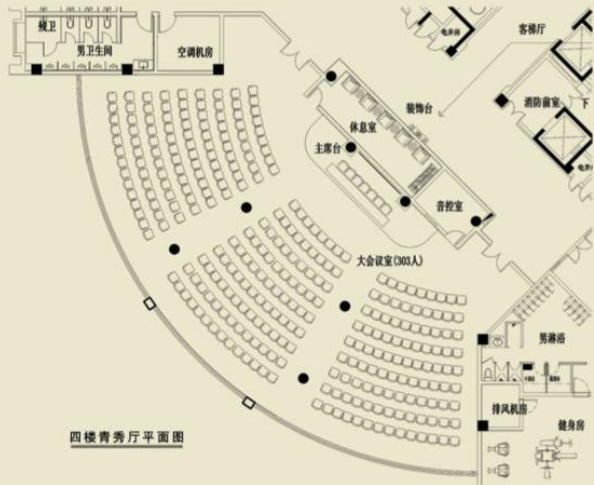 残卫
男卫生间
空调机房
客梯厅
电井房
消防前室
下
装饰台
休息室
主席台
音控室
大会议室(303人)
男淋浴
排风机房
健身房
四楼青秀厅平面图